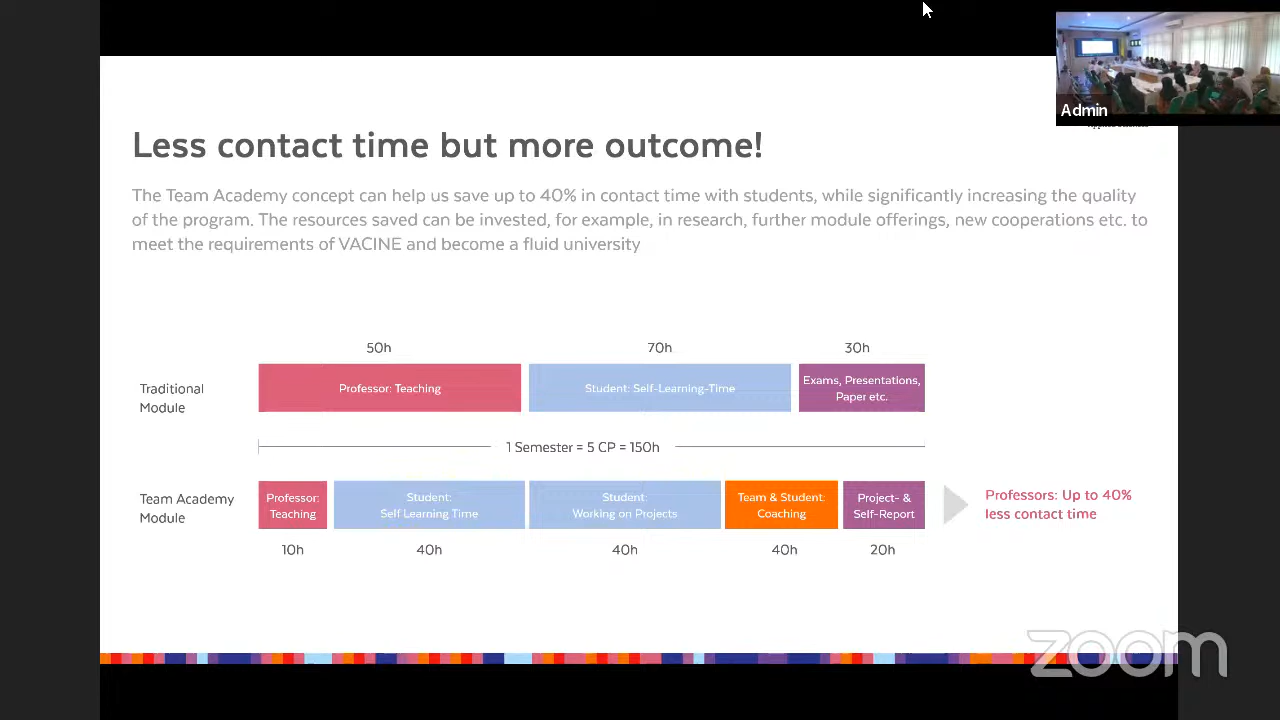 Admin
Less contact time but more outcome!
The Team Academy concept can help us save up to 40% in contact time with students, while significantly increasing the quality
of the program. The resources saved can be invested, for example, in research, further module offerings, new cooperations etc. to
meet the requirements of VACINE and become a fluid university
50h
70h
30h
Traditional
Module
Professor: Teaching
Student: Self-Learning-Time
Exams, Presentations,
Paper etc.
1 Semester = 5 CP = 150h
Team Academy
Module
Professor:
Teaching
Student:
Self Learning Time
Student:
Working on Projects
Team & Student:
Coaching
Project- &
Self-Report
Professors: Up to 40%
less contact time
10h
40h
40h
40h
20h
zoom